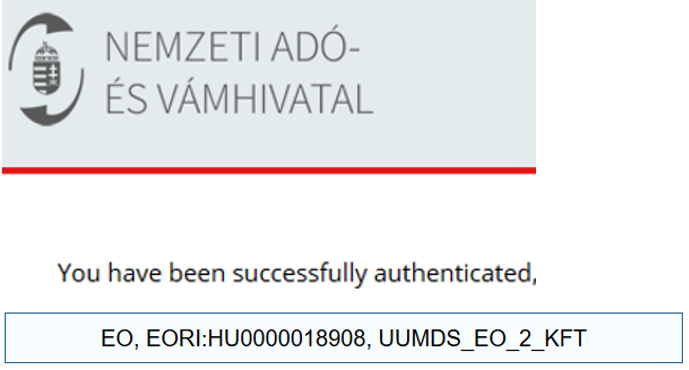 NEMZETI ADÓ-
ÉS VÁMHIVATAL
You have been successfully authenticated,
EO, EORI:HU0000018908, UUMDS_EO_2_KFT